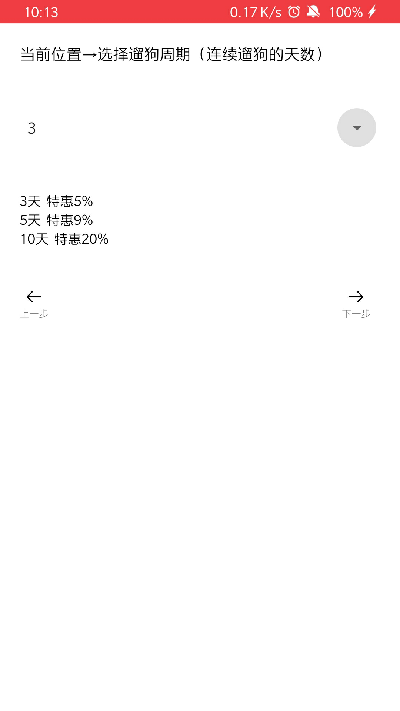 10:13 0.17 K/s 100%
当前位置→选择遛狗周期（连续遛狗的天数）
3
3天 特惠5%
5天 特惠9%
10天 特惠20%
上一步 下一步